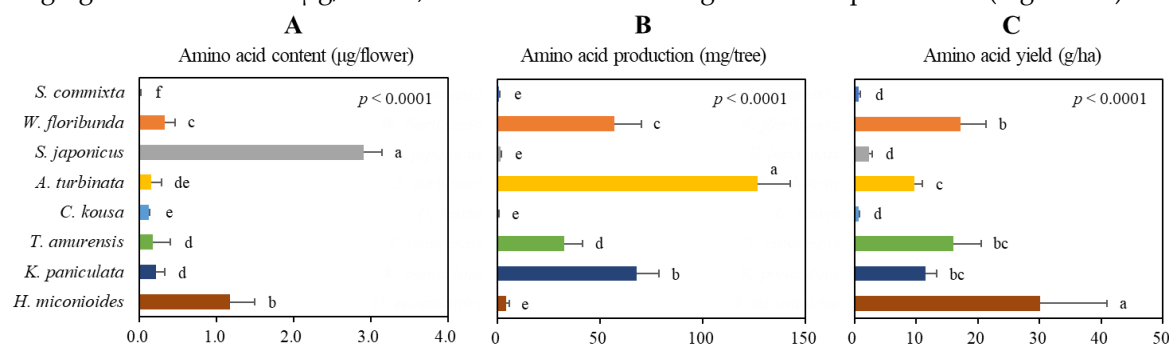 A B C
Amino acid content (µg/flower) Amino acid production (mg/tree) Amino acid yield (g/ha)
S. commixta f p < 0.0001 e p < 0.0001 d p < 0.0001
W. floribunda c c b
S. japonicus a e d
A. turbinata de a c
C. kousa e e d
T. amurensis d d bc
K. paniculata d b bc
H. miconioides b e a
0.0 1.0 2.0 3.0 4.0 0 50 100 150 0 10 20 30 40 50